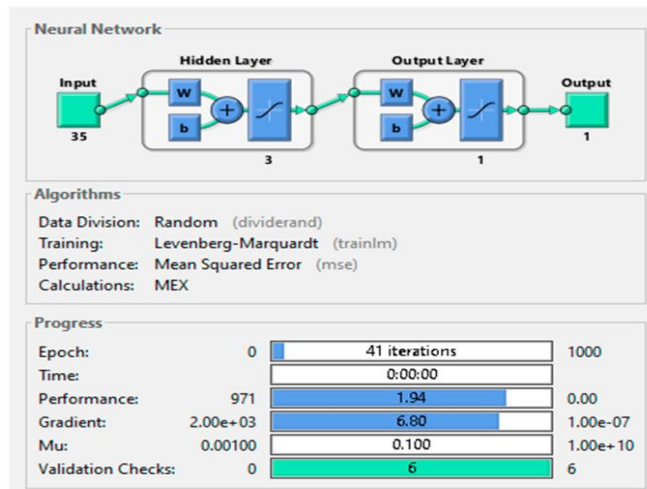 Neural Network
Hidden Layer
Output Layer
Input
Output
W
W
+
+
b
b
35
3
1
1
Algorithms
Data Division: Random (dividerand)
Training: Levenberg-Marquardt (trainlm)
Performance: Mean Squared Error (mse)
Calculations: MEX
Progress
Epoch: 0 41 iterations 1000
Time: 0:00:00
Performance: 971 1.94 0.00
Gradient: 2.00e+03 6.80 1.00e-07
Mu: 0.00100 0.100 1.00e+10
Validation Checks: 0 6 6